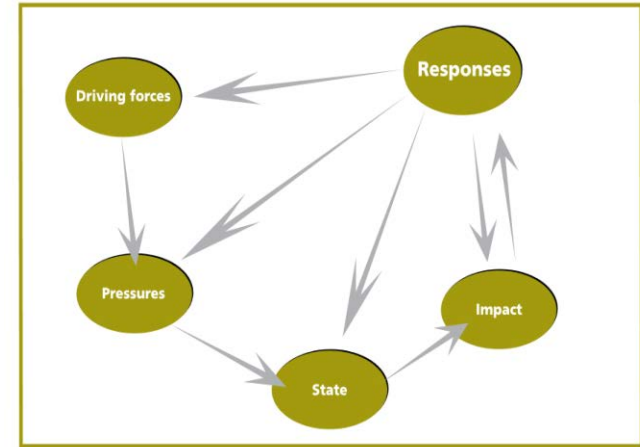 Responses
Driving forces
Pressures
Impact
State